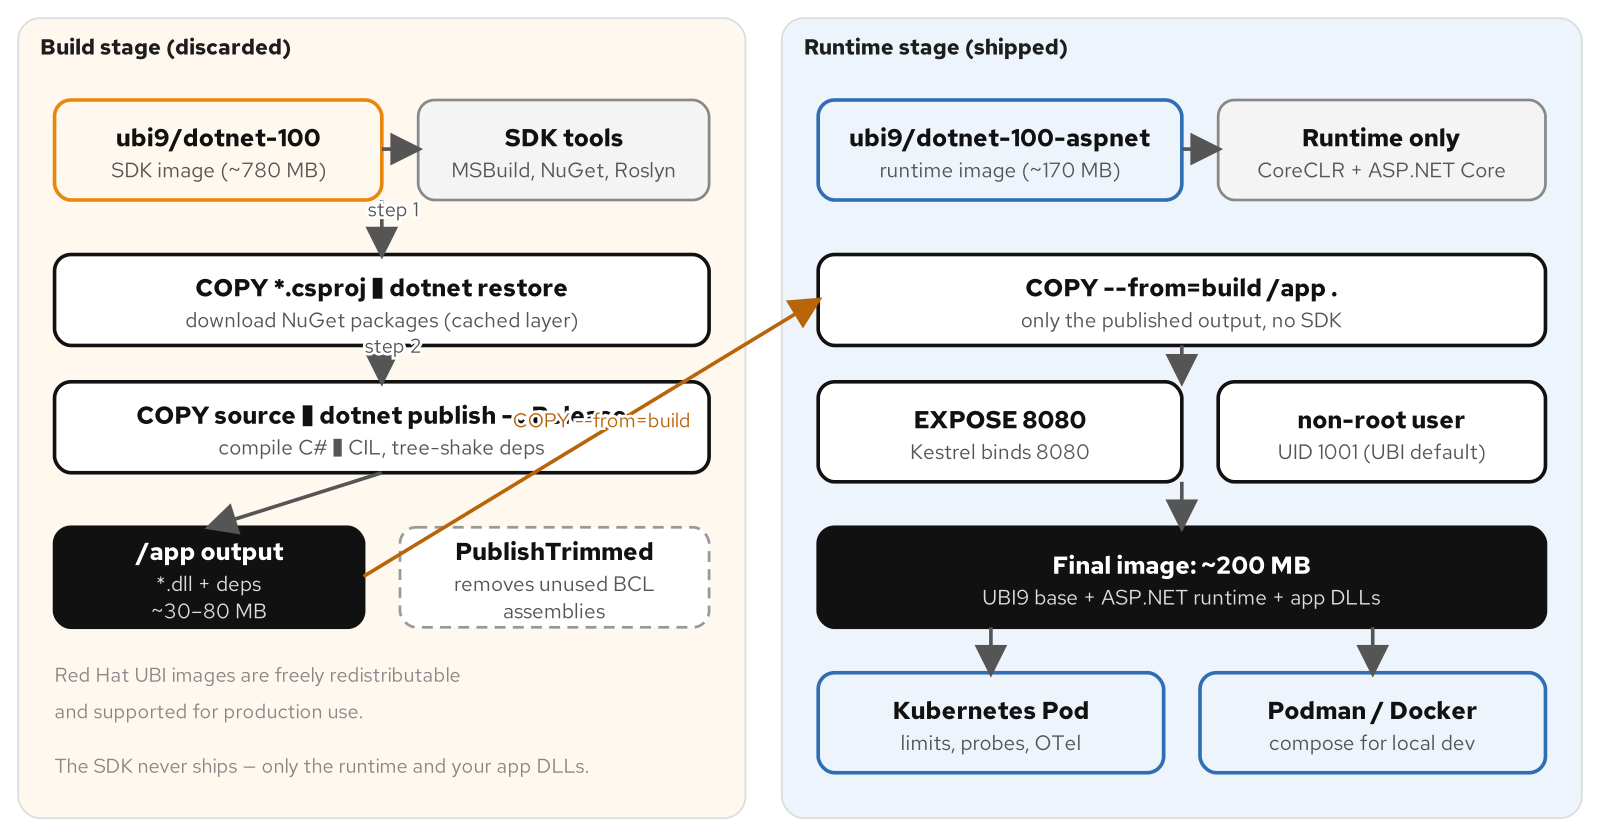 Build stage (discarded)
ubi9/dotnet-100
SDK image (~780 MB)
SDK tools
MSBuild, NuGet, Roslyn
step 1
COPY *.csproj ▮ dotnet restore
download NuGet packages (cached layer)
step 2
COPY source ▮ dotnet publish -c Release
COPY --from=build
compile C# ▮ CIL, tree-shake deps
/app output
*.dll + deps
~30–80 MB
PublishTrimmed
removes unused BCL
assemblies
Red Hat UBI images are freely redistributable
and supported for production use.
The SDK never ships — only the runtime and your app DLLs.
Runtime stage (shipped)
ubi9/dotnet-100-aspnet
runtime image (~170 MB)
Runtime only
CoreCLR + ASP.NET Core
COPY --from=build /app .
only the published output, no SDK
EXPOSE 8080
Kestrel binds 8080
non-root user
UID 1001 (UBI default)
Final image: ~200 MB
UBI9 base + ASP.NET runtime + app DLLs
Kubernetes Pod
limits, probes, OTel
Podman / Docker
compose for local dev